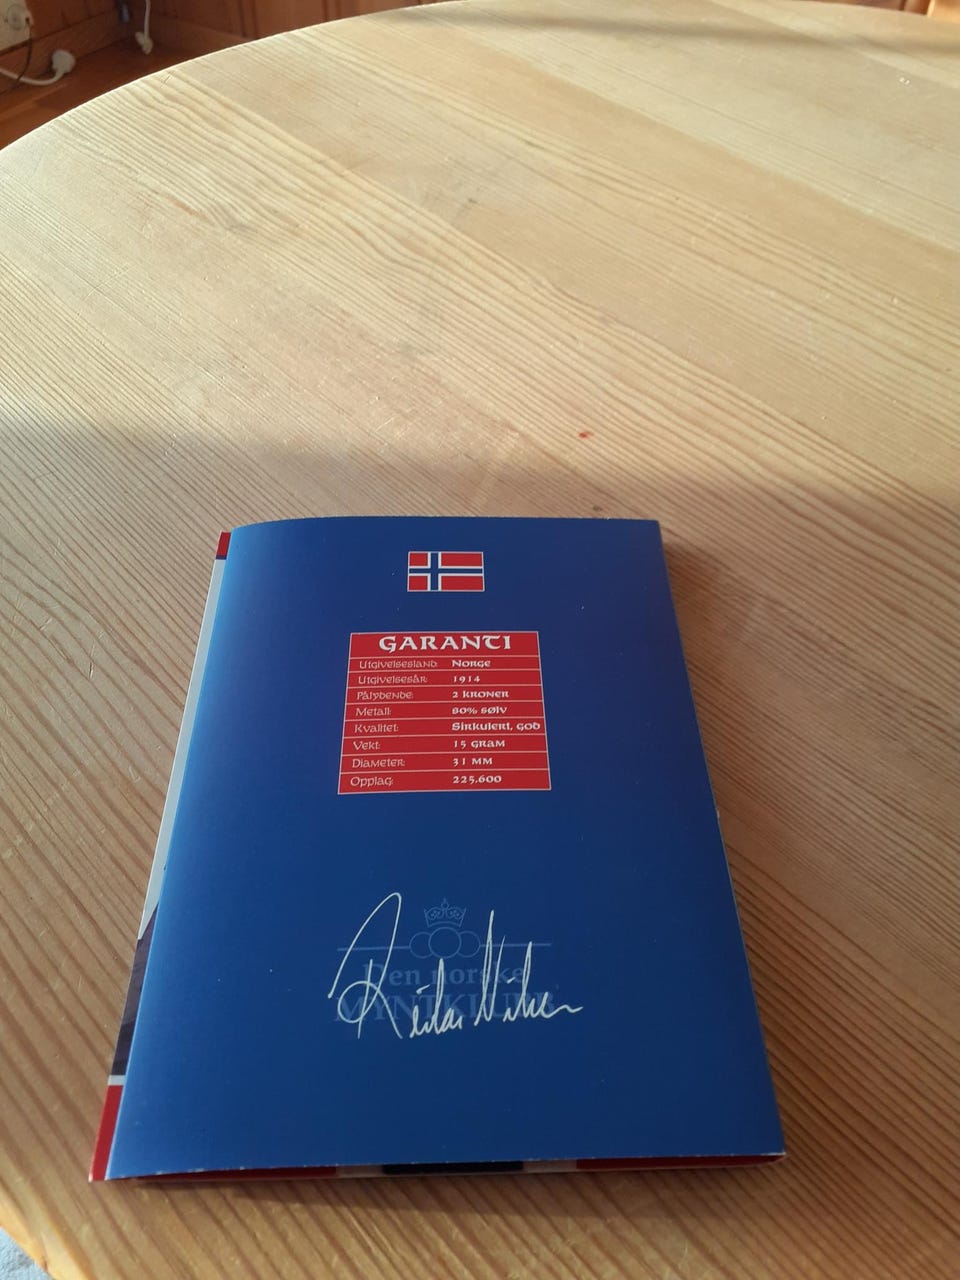 GARANTI
Utgivelsesland: Norge
Utgivelsesår: 1914
Pålydende: 2 kroner
Metall: 80% sølv
Kvalitet: Sirkulert, god
Vekt: 15 gram
Diameter: 31 mm
Opplag: 225.600
Den norske
MYNTKLUBB